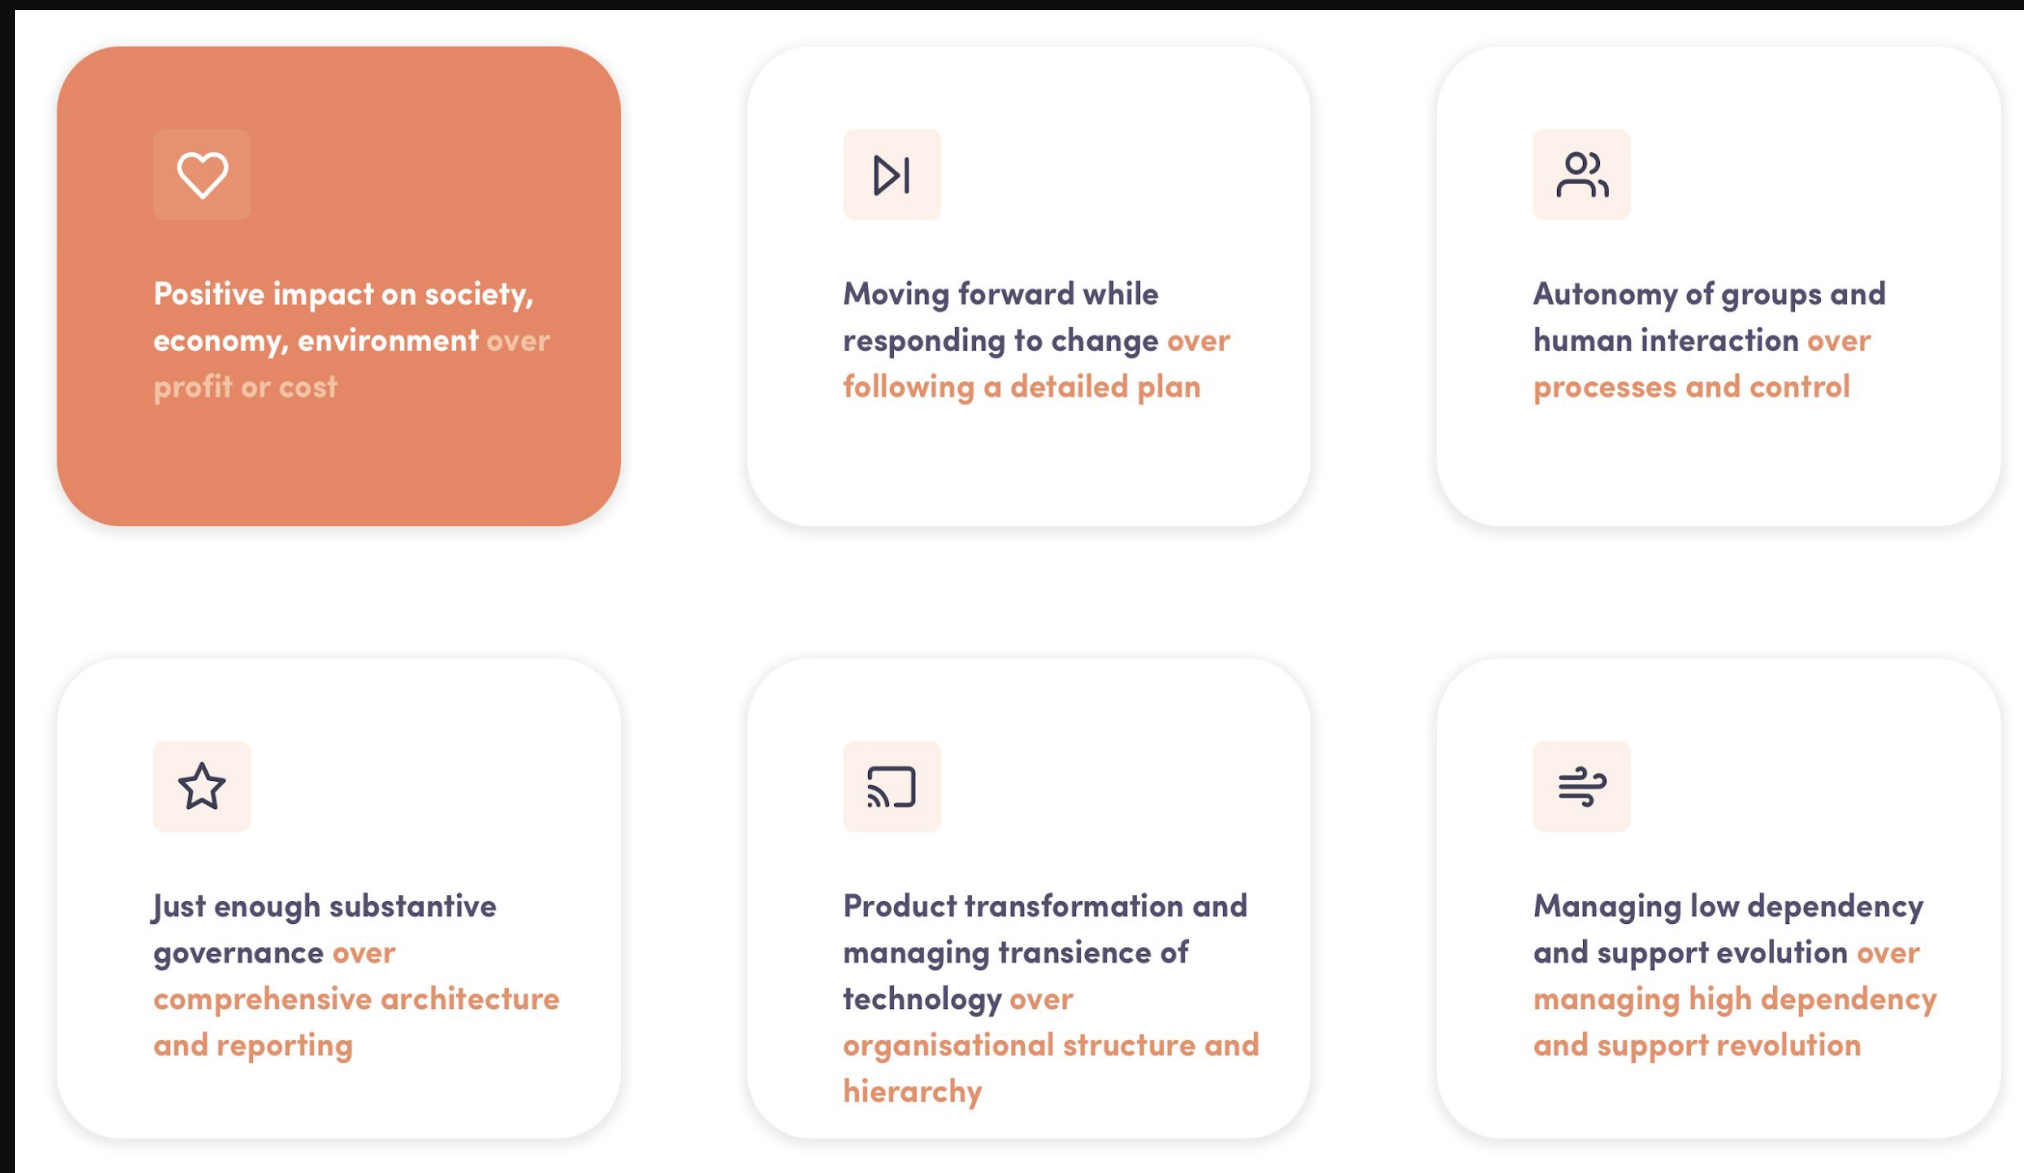 Positive impact on society,
economy, environment over
profit or cost
Moving forward while
responding to change over
following a detailed plan
Autonomy of groups and
human interaction over
processes and control
Just enough substantive
governance over
comprehensive architecture
and reporting
Product transformation and
managing transience of
technology over
organisational structure and
hierarchy
Managing low dependency
and support evolution over
managing high dependency
and support revolution